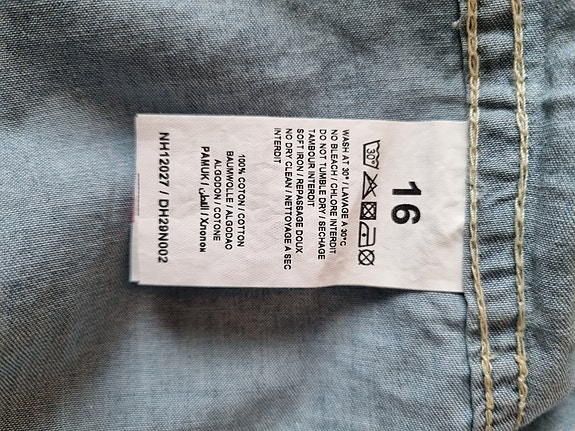 16
30°
WASH AT 30° / LAVAGE A 30°C
NO BLEACH / CHLORE INTERDIT
DO NOT TUMBLE DRY / SECHAGE
TAMBOUR INTERDIT
SOFT IRON / REPASSAGE DOUX
NO DRY CLEAN / NETTOYAGE A SEC
INTERDIT
100% COTON / COTTON
BAUMWOLLE / ALGODAO
ALGODON / COTONE
PAMUK / القطن / Хлопок
NH12027 / DH29N002